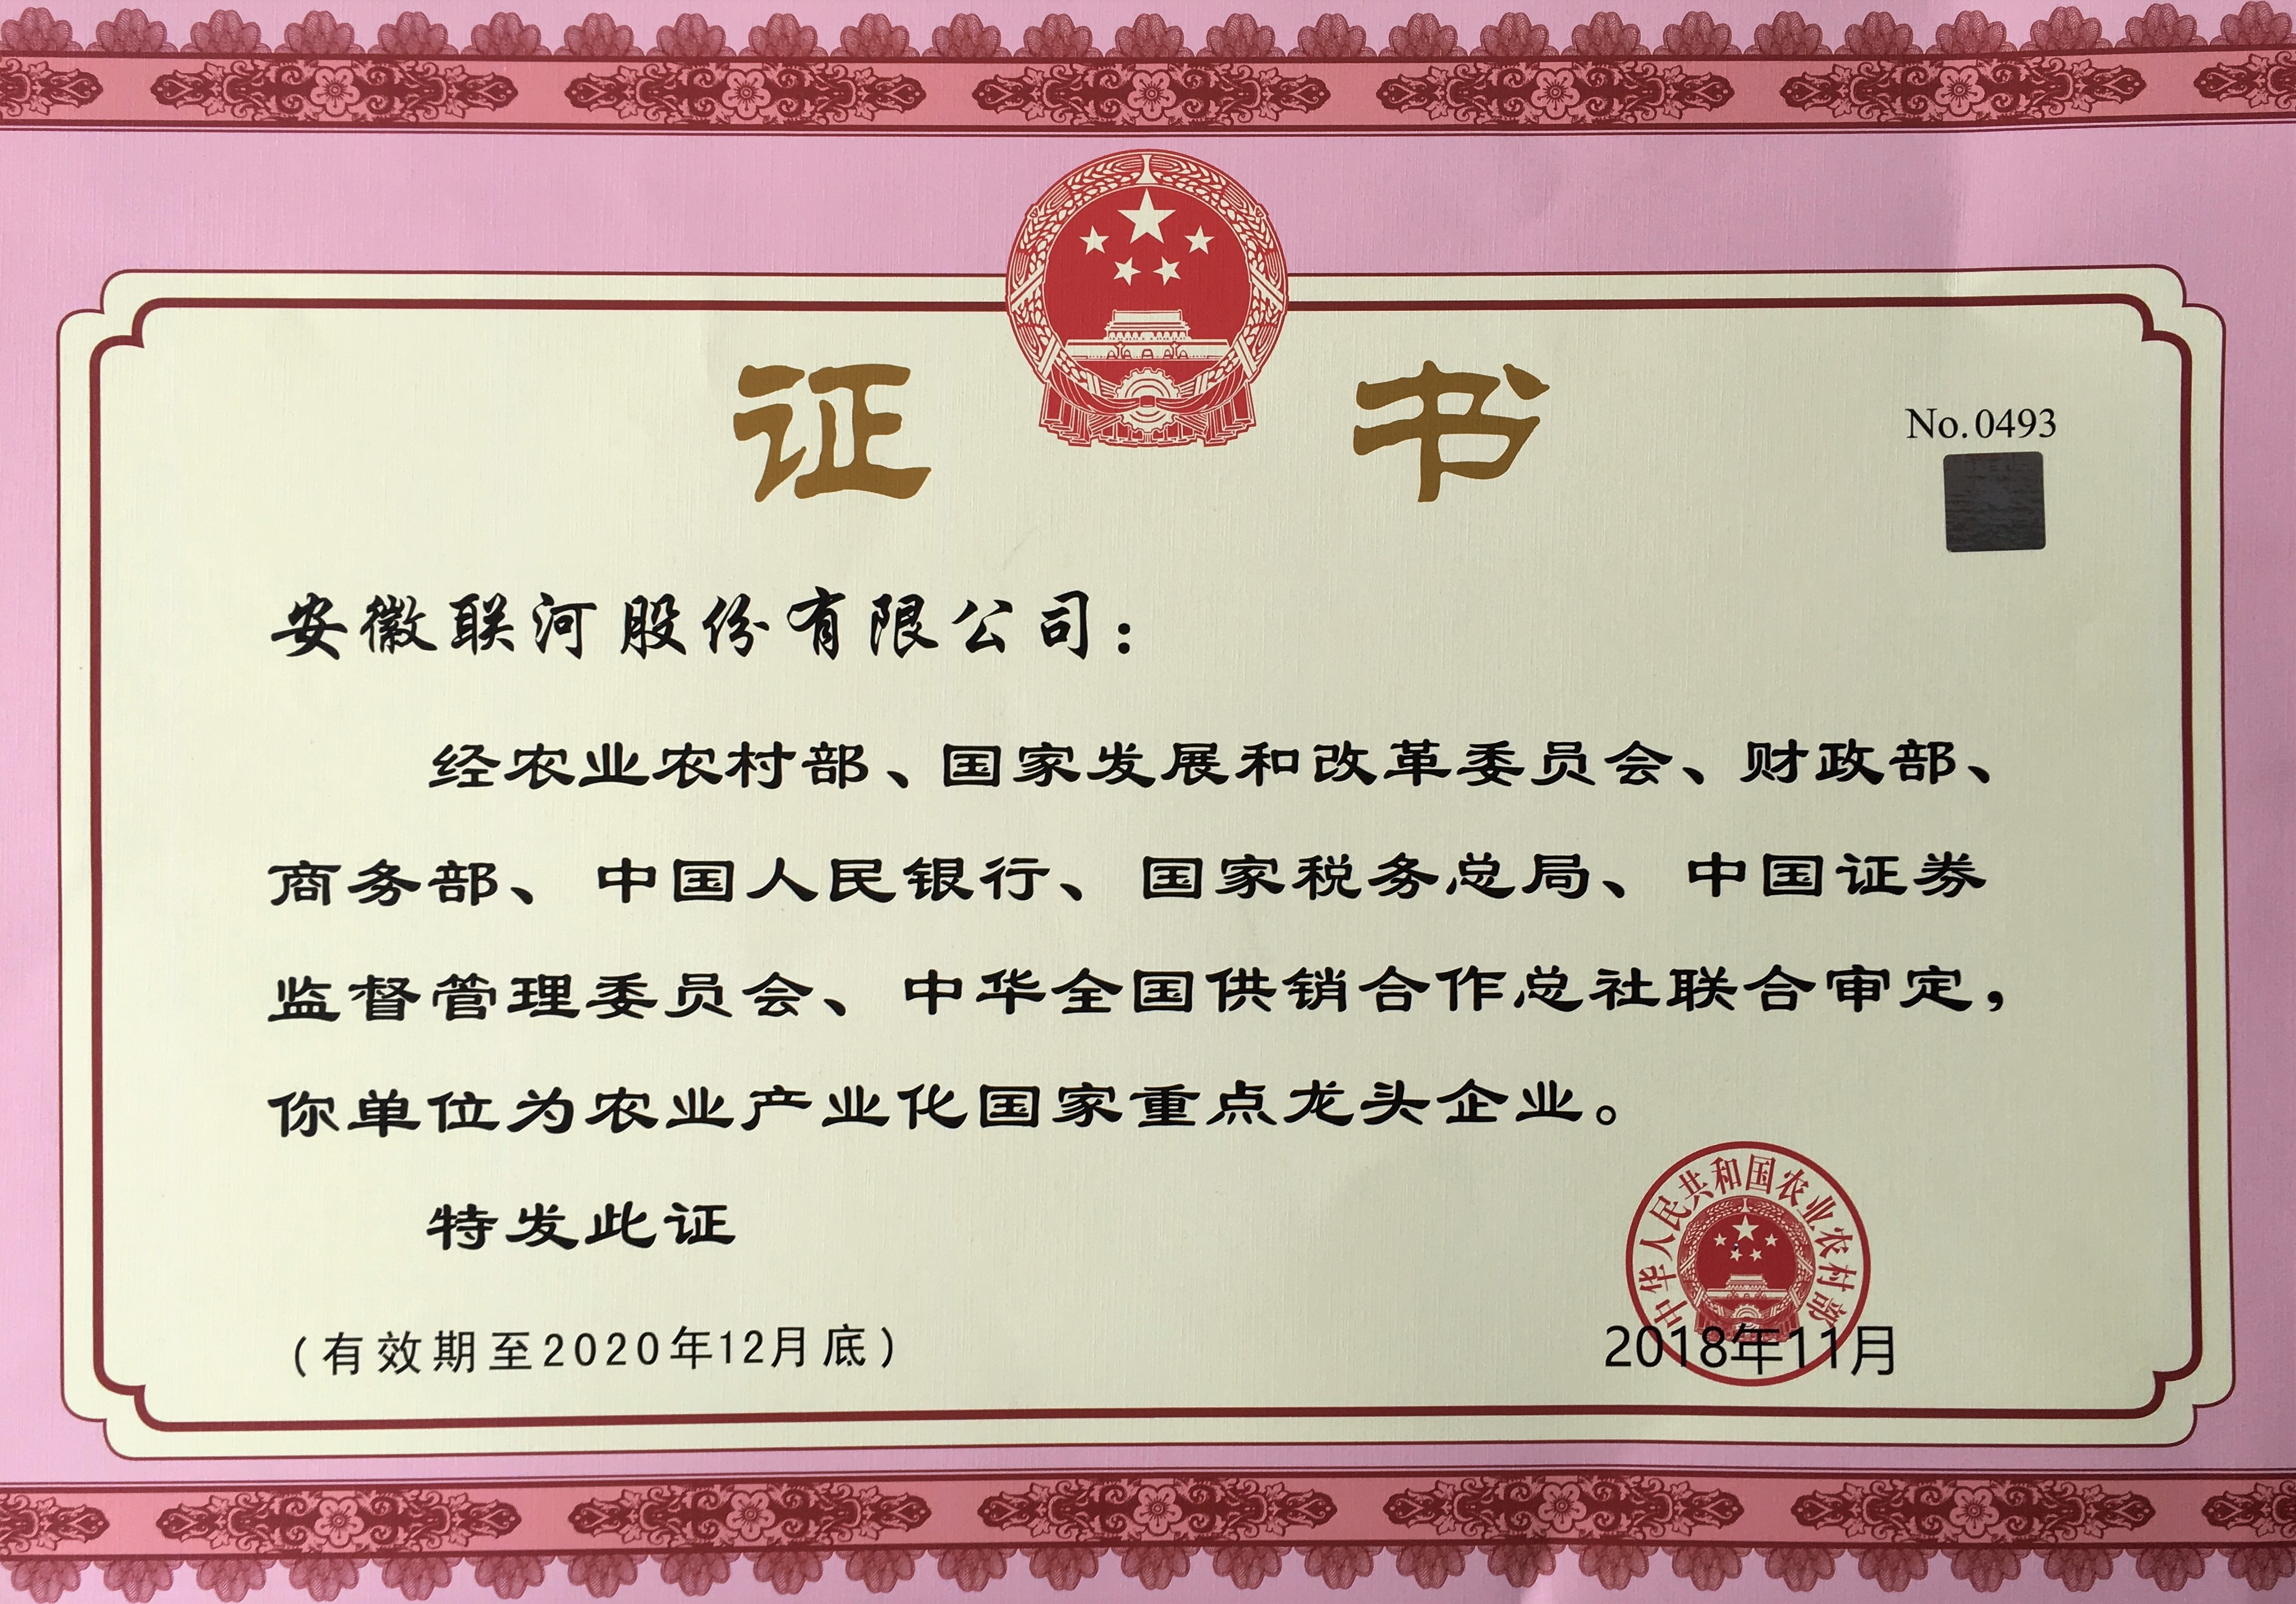 证书
No.0493
安徽联河股份有限公司：
经农业农村部、国家发展和改革委员会、财政部、
商务部、中国人民银行、国家税务总局、中国证券
监督管理委员会、中华全国供销合作总社联合审定，
你单位为农业产业化国家重点龙头企业。
特发此证
中华人民共和国农业农村部
(有效期至2020年12月底)
2018年11月